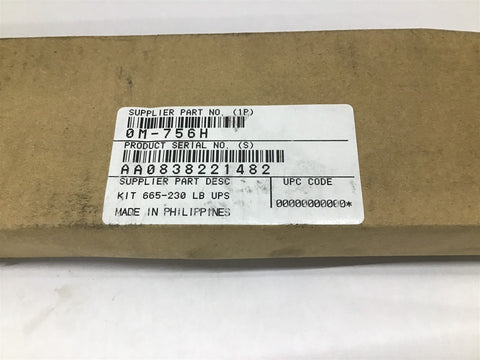 SUPPLIER PART NO. (1P)
0M-756H
PRODUCT SERIAL NO. (S)
AA0838221482
SUPPLIER PART DESC UPC CODE
KIT 665-230 LB UPS 00000000000*
MADE IN PHILIPPINES